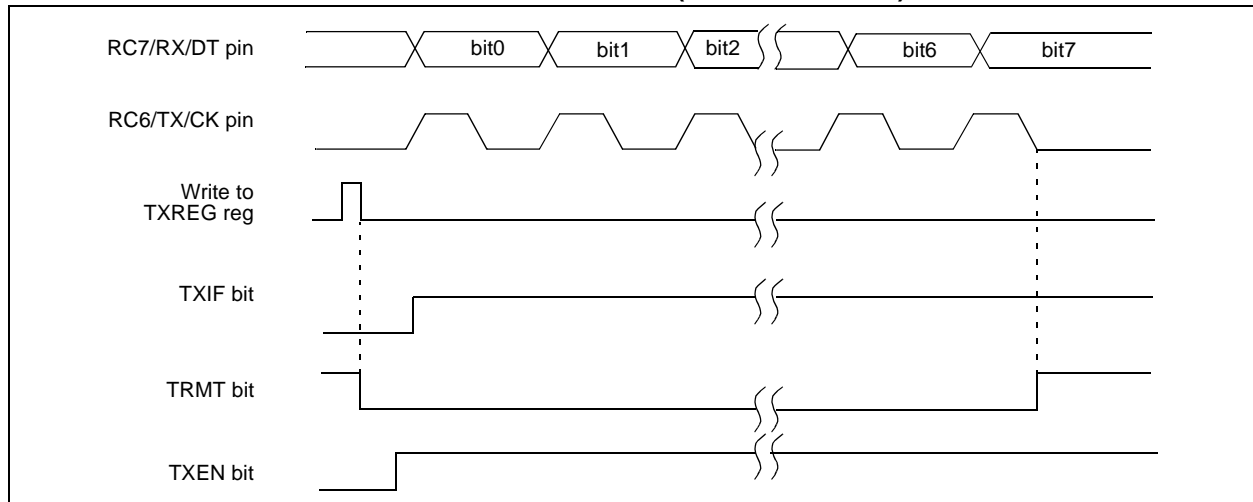 RC7/RX/DT pin
bit0
bit1
bit2
bit6
bit7
RC6/TX/CK pin
Write to
TXREG reg
TXIF bit
TRMT bit
TXEN bit